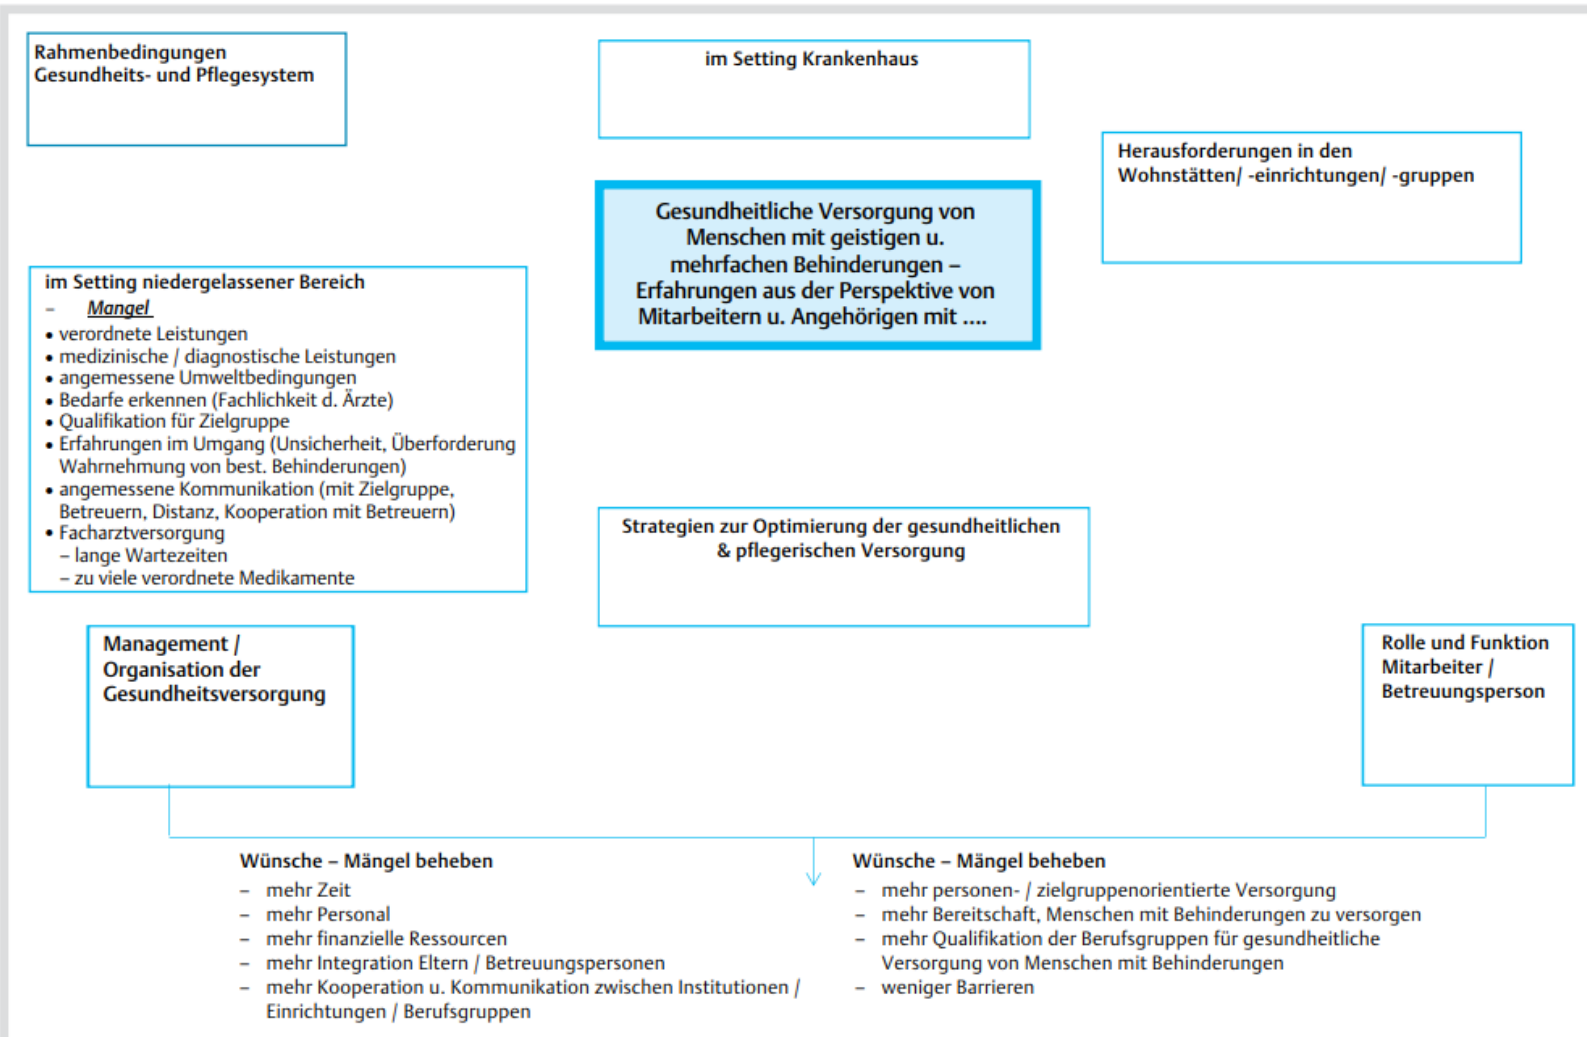 Rahmenbedingungen
Gesundheits- und Pflegesystem
im Setting Krankenhaus
Herausforderungen in den
Wohnstätten/ -einrichtungen/ -gruppen
Gesundheitliche Versorgung von
Menschen mit geistigen u.
mehrfachen Behinderungen –
Erfahrungen aus der Perspektive von
Mitarbeitern u. Angehörigen mit ....
im Setting niedergelassener Bereich
– Mangel
• verordnete Leistungen
• medizinische / diagnostische Leistungen
• angemessene Umweltbedingungen
• Bedarfe erkennen (Fachlichkeit d. Ärzte)
• Qualifikation für Zielgruppe
• Erfahrungen im Umgang (Unsicherheit, Überforderung
Wahrnehmung von best. Behinderungen)
• angemessene Kommunikation (mit Zielgruppe,
Betreuern, Distanz, Kooperation mit Betreuern)
• Facharztversorgung
– lange Wartezeiten
– zu viele verordnete Medikamente
Strategien zur Optimierung der gesundheitlichen
& pflegerischen Versorgung
Management /
Organisation der
Gesundheitsversorgung
Rolle und Funktion
Mitarbeiter /
Betreuungsperson
Wünsche – Mängel beheben
– mehr Zeit
– mehr Personal
– mehr finanzielle Ressourcen
– mehr Integration Eltern / Betreuungspersonen
– mehr Kooperation u. Kommunikation zwischen Institutionen /
Einrichtungen / Berufsgruppen
Wünsche – Mängel beheben
– mehr personen- / zielgruppenorientierte Versorgung
– mehr Bereitschaft, Menschen mit Behinderungen zu versorgen
– mehr Qualifikation der Berufsgruppen für gesundheitliche
Versorgung von Menschen mit Behinderungen
– weniger Barrieren